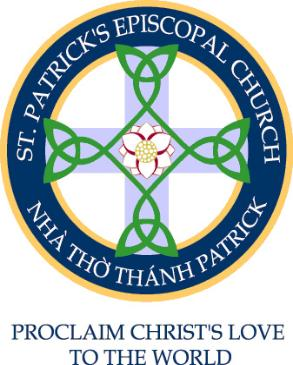 ST. PATRICK'S EPISCOPAL CHURCH
NHÀ THỜ THÁNH PATRICK
PROCLAIM CHRIST'S LOVE
TO THE WORLD